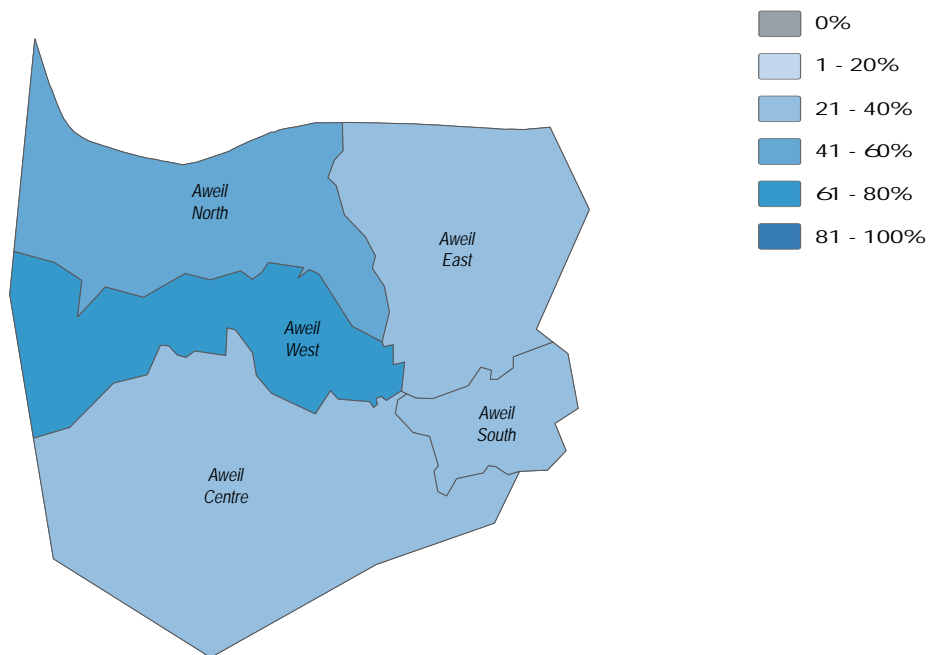 0%
1 - 20%
21 - 40%
41 - 60%
61 - 80%
81 - 100%
Aweil
North
Aweil
East
Aweil
West
Aweil
South
Aweil
Centre